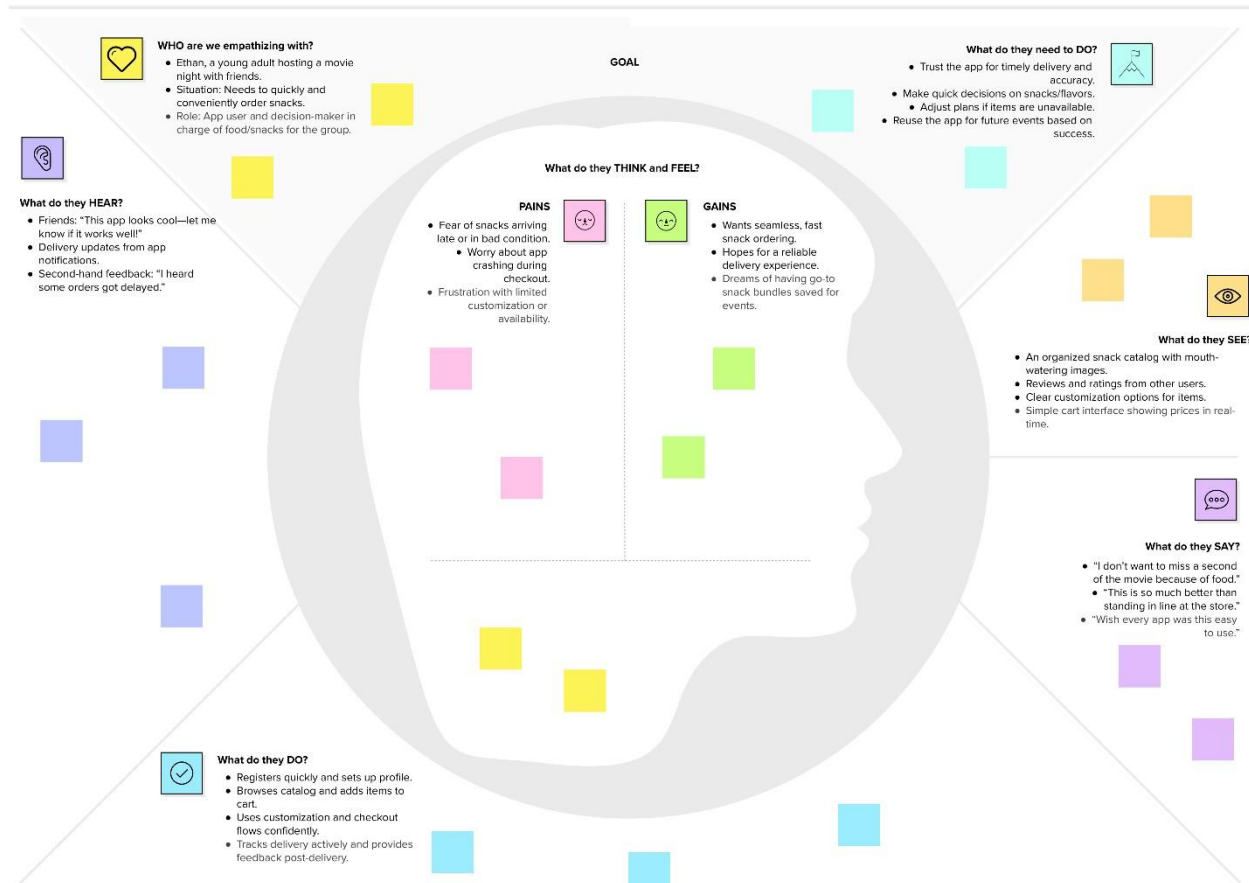 WHO are we empathizing with?
• Ethan, a young adult hosting a movie
night with friends.
• Situation: Needs to quickly and
conveniently order snacks.
• Role: App user and decision-maker in
charge of food/snacks for the group.
GOAL
What do they need to DO?
• Trust the app for timely delivery and
accuracy.
• Make quick decisions on snacks/flavors.
• Adjust plans if items are unavailable.
• Reuse the app for future events based on
success.
What do they HEAR?
• Friends: “This app looks cool—let me
know if it works well!”
• Delivery updates from app
notifications.
• Second-hand feedback: “I heard
some orders got delayed.”
What do they THINK and FEEL?
PAINS
• Fear of snacks arriving
late or in bad condition.
• Worry about app
crashing during
checkout.
• Frustration with limited
customization or
availability.
GAINS
• Wants seamless, fast
snack ordering.
• Hopes for a reliable
delivery experience.
• Dreams of having go-to
snack bundles saved for
events.
What do they SEE?
• An organized snack catalog with mouth-
watering images.
• Reviews and ratings from other users.
• Clear customization options for items.
• Simple cart interface showing prices in real-
time.
What do they SAY?
• “I don’t want to miss a second
of the movie because of food.”
• “This is so much better than
standing in line at the store.”
• “Wish every app was this easy
to use.”
What do they DO?
• Registers quickly and sets up profile.
• Browses catalog and adds items to
cart.
• Uses customization and checkout
flows confidently.
• Tracks delivery actively and provides
feedback post-delivery.